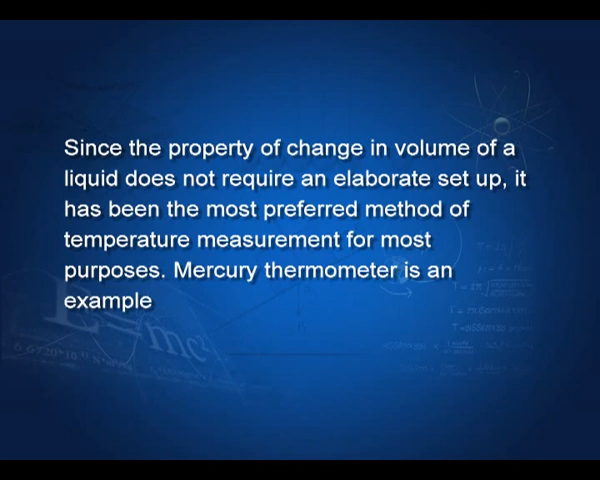 Since the property of change in volume of a
liquid does not require an elaborate set up, it
has been the most preferred method of
temperature measurement for most
purposes. Mercury thermometer is an
example
E=mc²